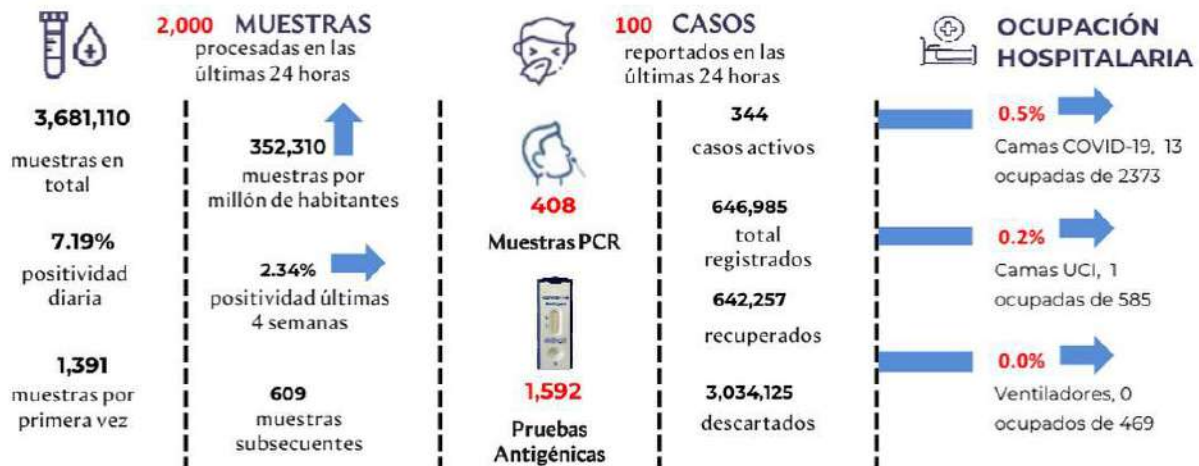 2,000 MUESTRAS
procesadas en las
últimas 24 horas
3,681,110
muestras en
total
7.19%
positividad
diaria
1,391
muestras por
primera vez
352,310
muestras por
millón de habitantes
2.34%
positividad últimas
4 semanas
609
muestras
subsecuentes
100 CASOS
reportados en las
últimas 24 horas
408
Muestras PCR
1,592
Pruebas
Antigénicas
344
casos activos
646,985
total
registrados
642,257
recuperados
3,034,125
descartados
OCUPACIÓN
HOSPITALARIA
0.5%
Camas COVID-19, 13
ocupadas de 2373
0.2%
Camas UCI, 1
ocupadas de 585
0.0%
Ventiladores, 0
ocupados de 469